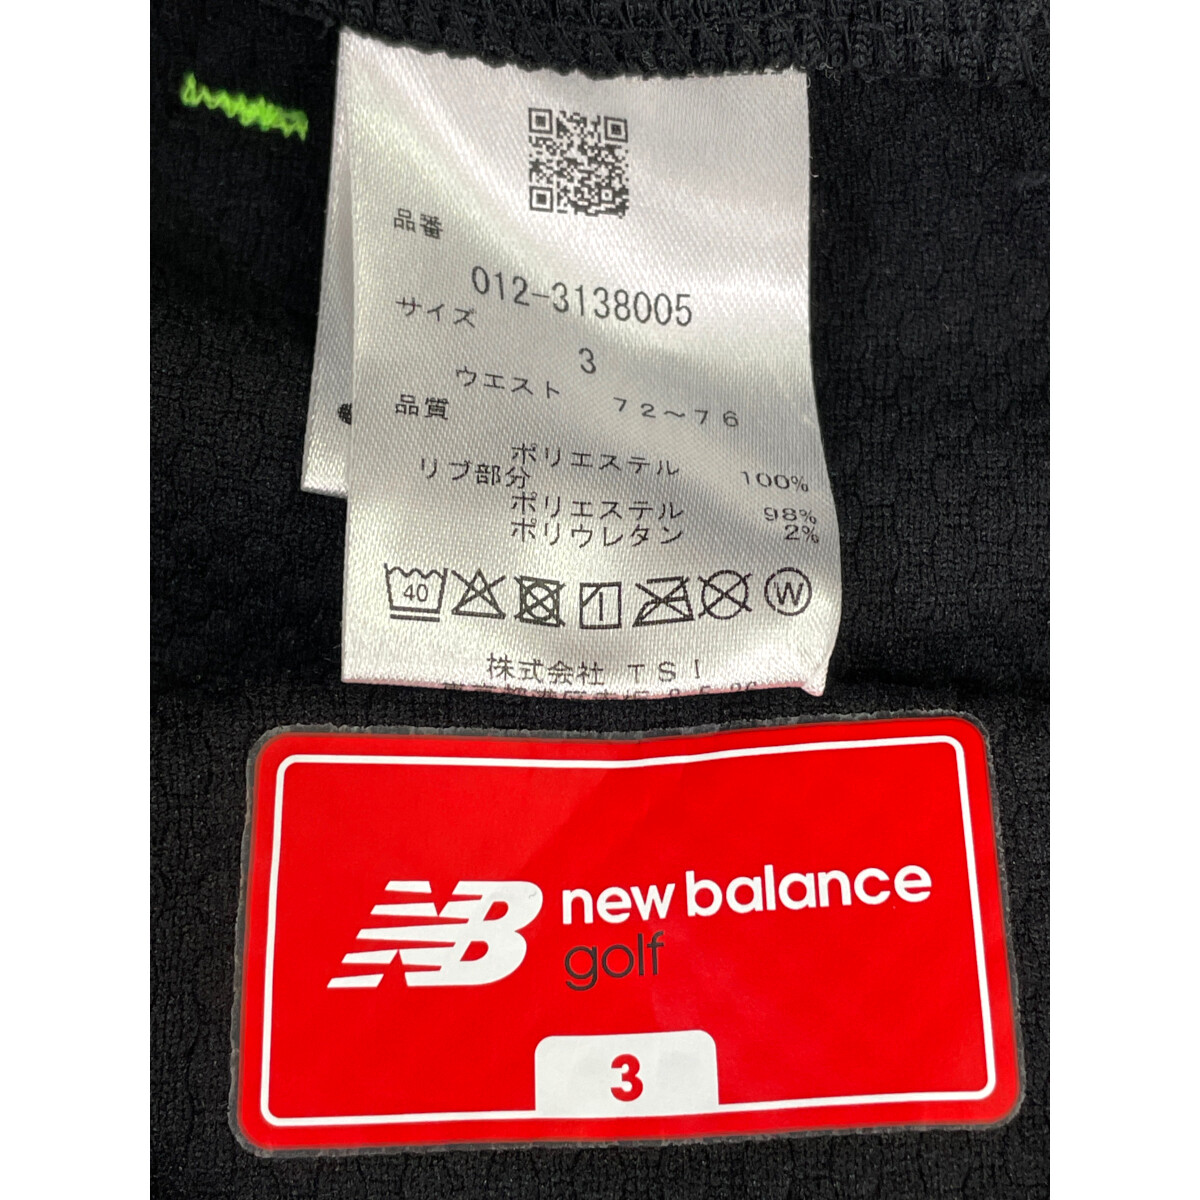 品番
012-3138005
サイズ
3
ウエスト 72〜76
品質
ポリエステル 100%
リブ部分
ポリエステル 98%
ポリウレタン 2%
40
W
株式会社 TSI
NB new balance
golf
3